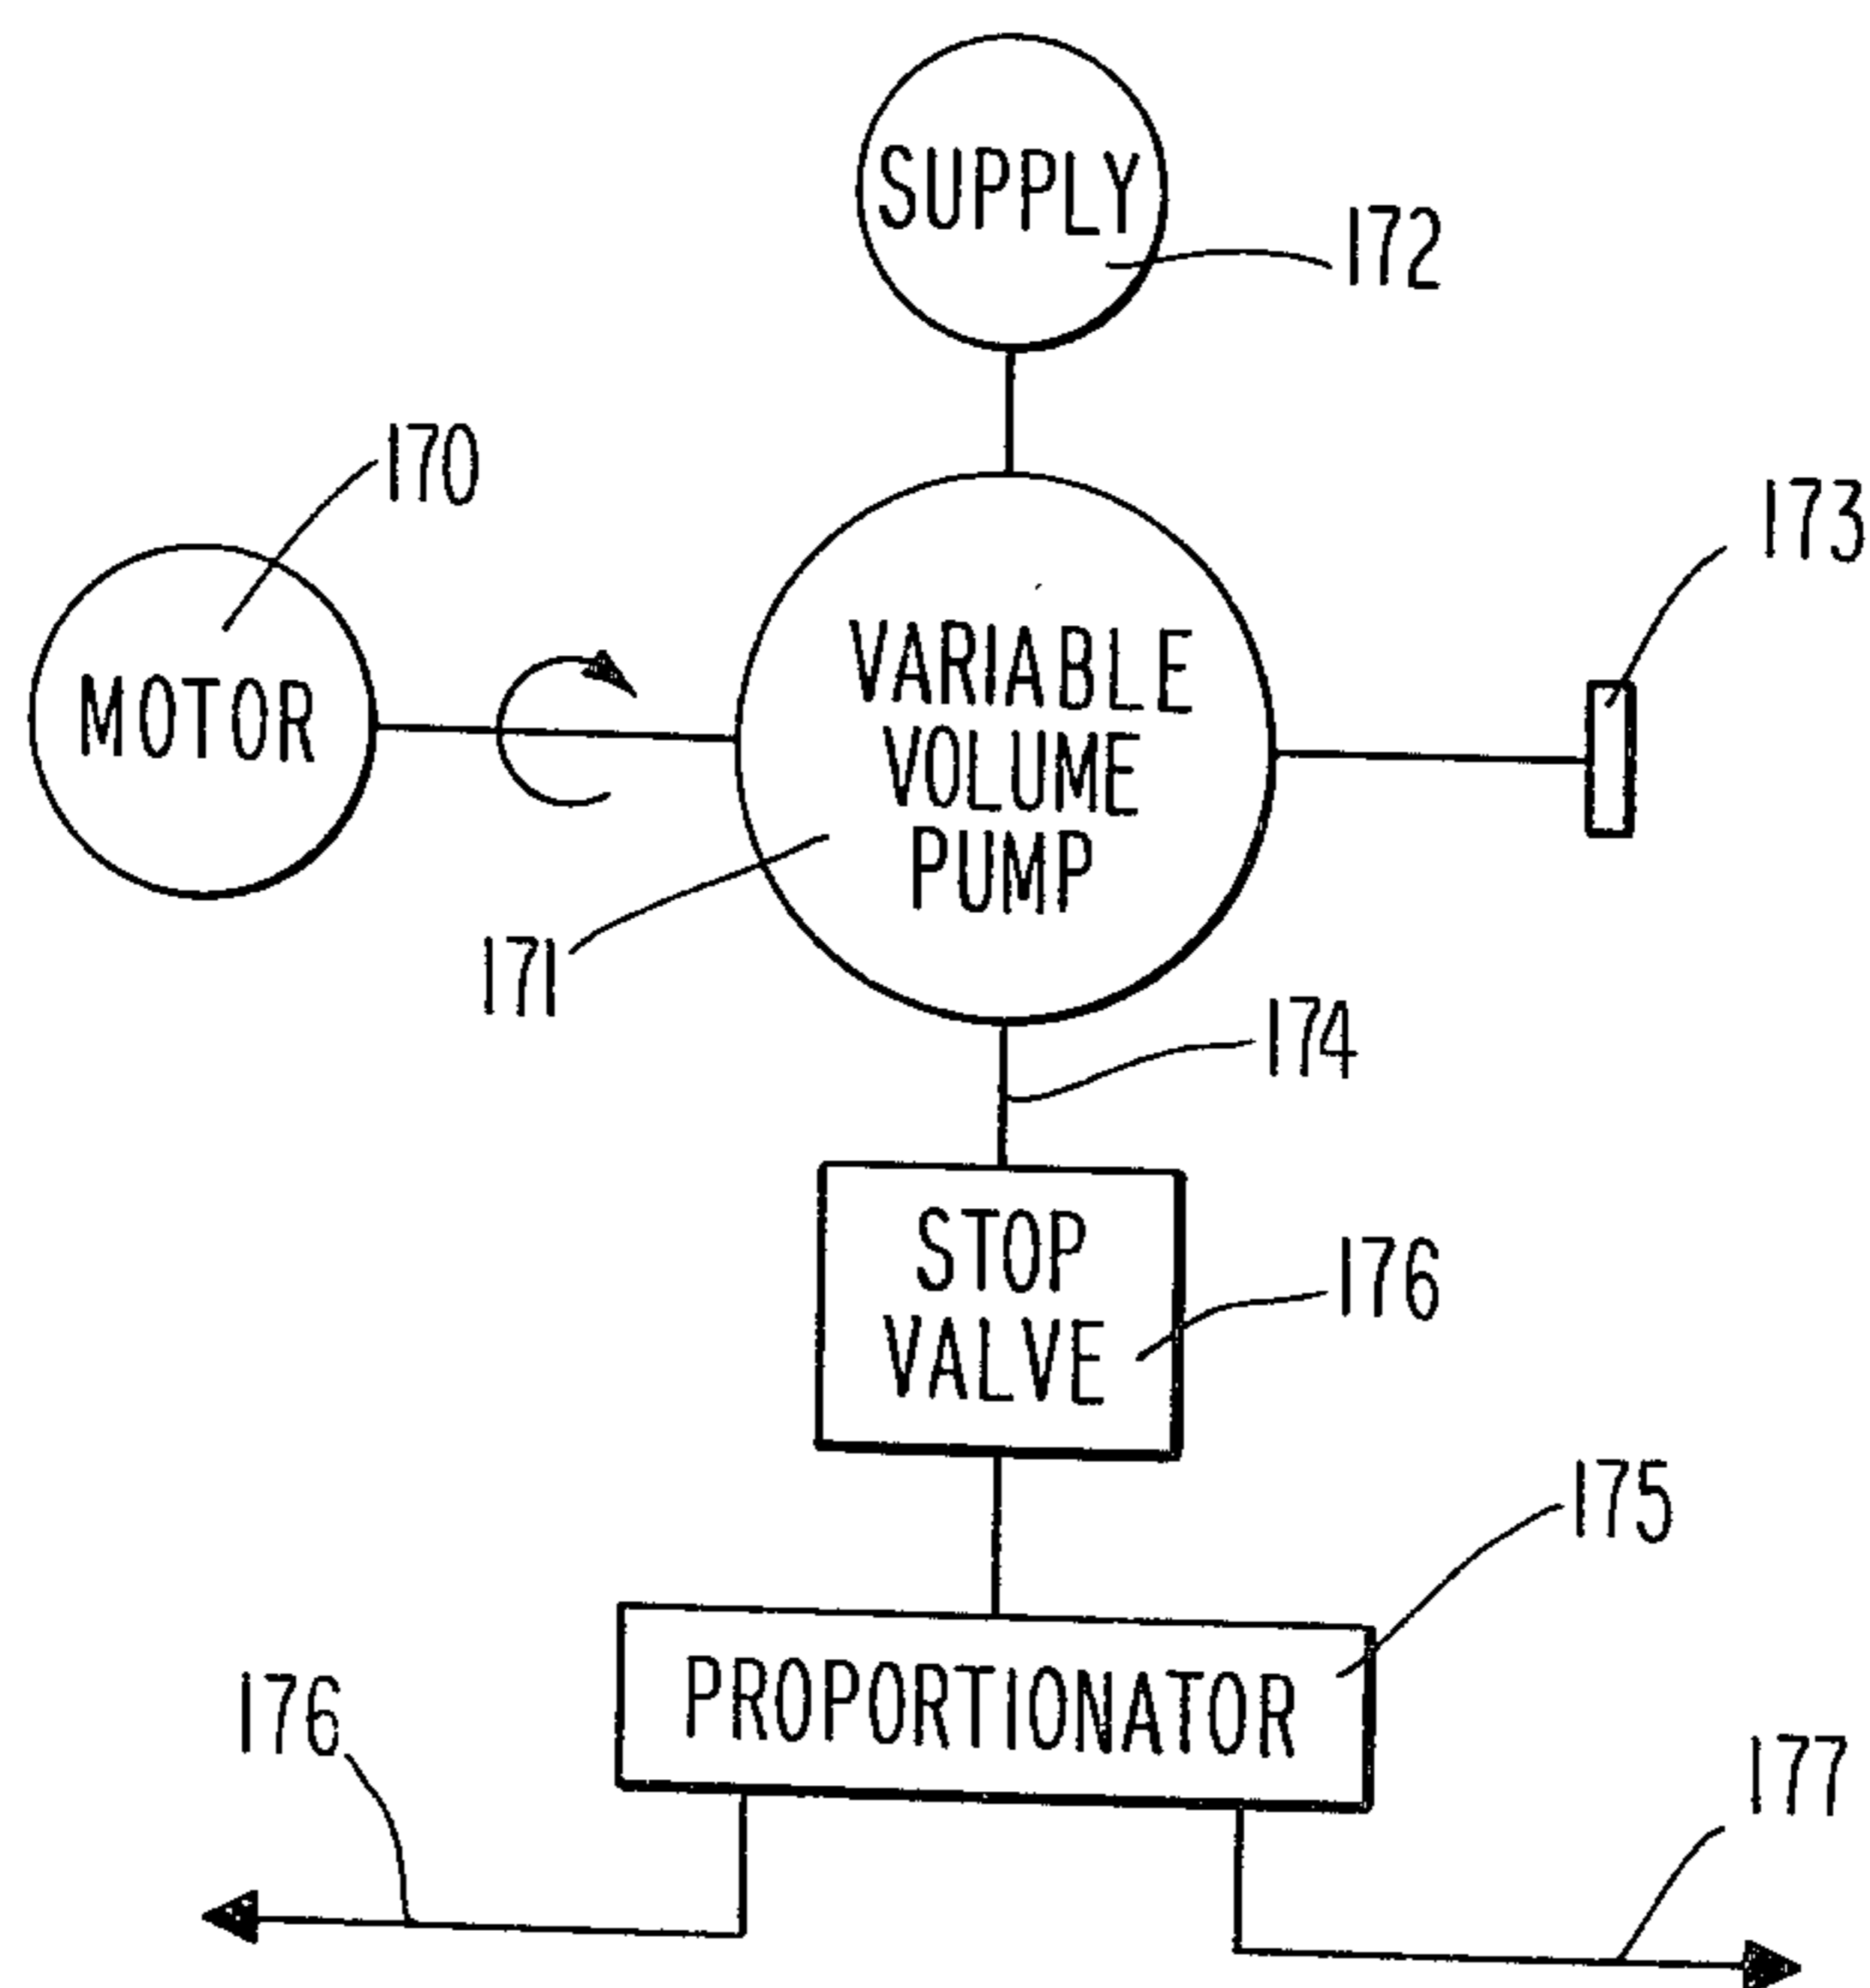 SUPPLY
172
170
173
MOTOR
VARIABLE
VOLUME
PUMP
171
174
STOP
VALVE
176
175
PROPORTIONATOR
176
177